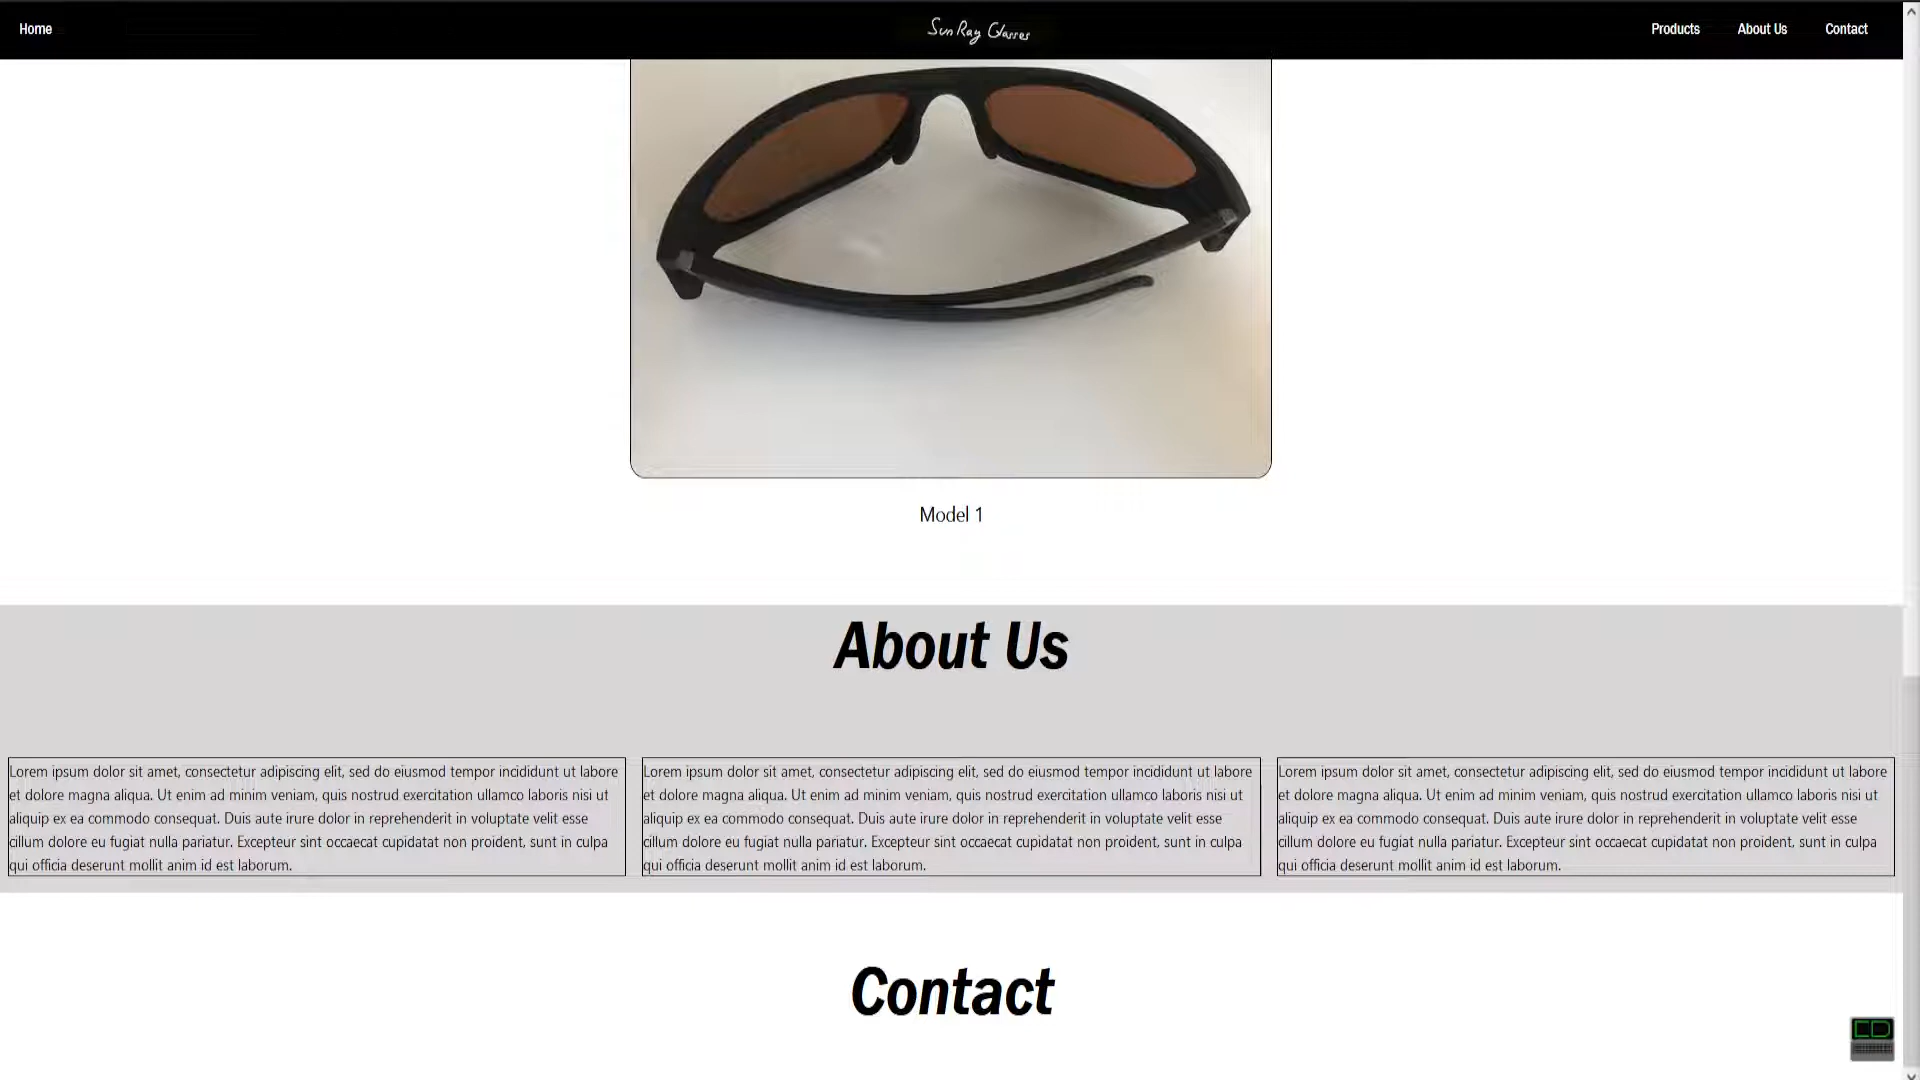 Home
SunRay Glasses
Products
About Us
Contact
Model 1
About Us
Lorem ipsum dolor sit amet, consectetur adipiscing elit, sed do eiusmod tempor incididunt ut labore
et dolore magna aliqua. Ut enim ad minim veniam, quis nostrud exercitation ullamco laboris nisi ut
aliquip ex ea commodo consequat. Duis aute irure dolor in reprehenderit in voluptate velit esse
cillum dolore eu fugiat nulla pariatur. Excepteur sint occaecat cupidatat non proident, sunt in culpa
qui officia deserunt mollit anim id est laborum.
Lorem ipsum dolor sit amet, consectetur adipiscing elit, sed do eiusmod tempor incididunt ut labore
et dolore magna aliqua. Ut enim ad minim veniam, quis nostrud exercitation ullamco laboris nisi ut
aliquip ex ea commodo consequat. Duis aute irure dolor in reprehenderit in voluptate velit esse
cillum dolore eu fugiat nulla pariatur. Excepteur sint occaecat cupidatat non proident, sunt in culpa
qui officia deserunt mollit anim id est laborum.
Lorem ipsum dolor sit amet, consectetur adipiscing elit, sed do eiusmod tempor incididunt ut labore
et dolore magna aliqua. Ut enim ad minim veniam, quis nostrud exercitation ullamco laboris nisi ut
aliquip ex ea commodo consequat. Duis aute irure dolor in reprehenderit in voluptate velit esse
cillum dolore eu fugiat nulla pariatur. Excepteur sint occaecat cupidatat non proident, sunt in culpa
qui officia deserunt mollit anim id est laborum.
Contact
CD